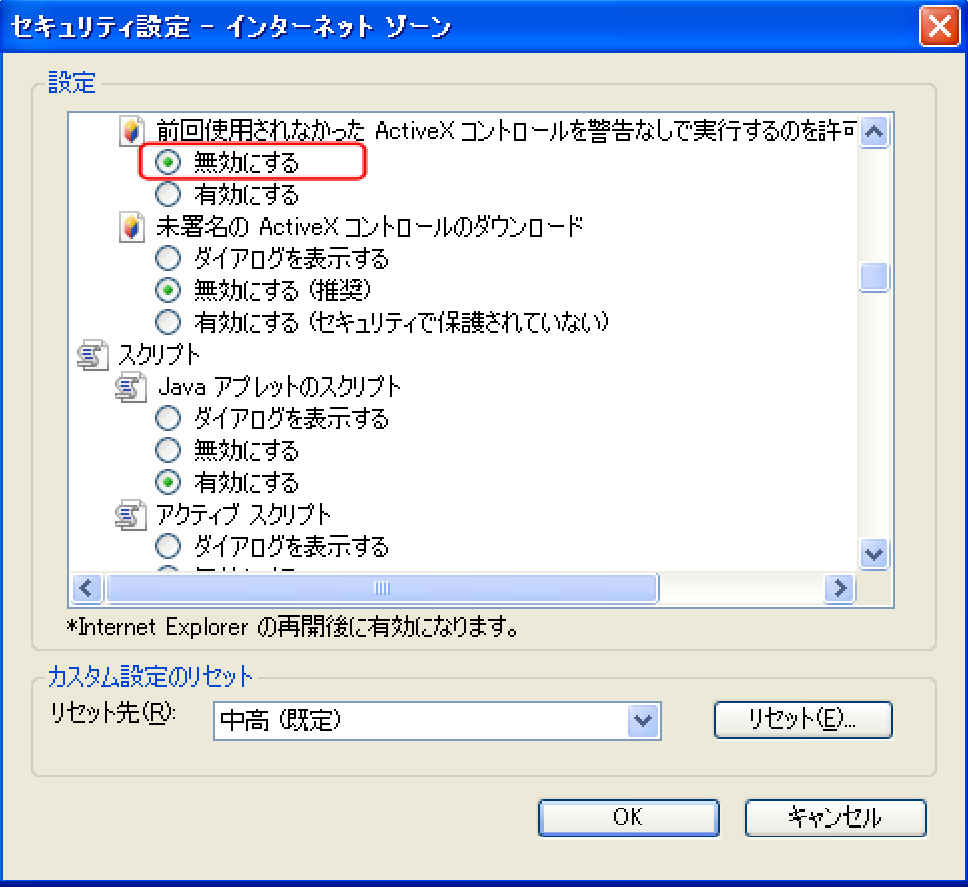 セキュリティ設定 - インターネット ゾーン
設定
前回使用されなかった ActiveX コントロールを警告なしで実行するのを許可
無効にする
有効にする
未署名の ActiveX コントロールのダウンロード
ダイアログを表示する
無効にする (推奨)
有効にする (セキュリティで保護されていない)
スクリプト
Java アプレットのスクリプト
ダイアログを表示する
無効にする
有効にする
アクティブ スクリプト
ダイアログを表示する
*Internet Explorer の再開後に有効になります。
カスタム設定のリセット
リセット先(R):
中高 (既定)
リセット(E)...
OK
キャンセル